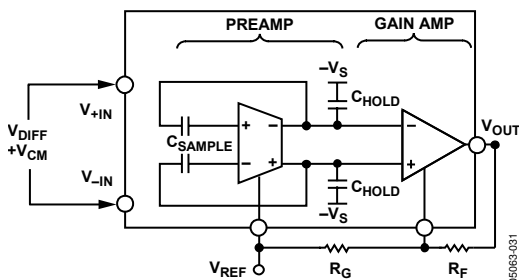 PREAMP
GAIN AMP
–VS
CHOLD
V+IN
VDIFF
+VCM
V–IN
+
–
–
+
CSAMPLE
–
+
VOUT
CHOLD
–VS
VREF
RG
RF
05063-031